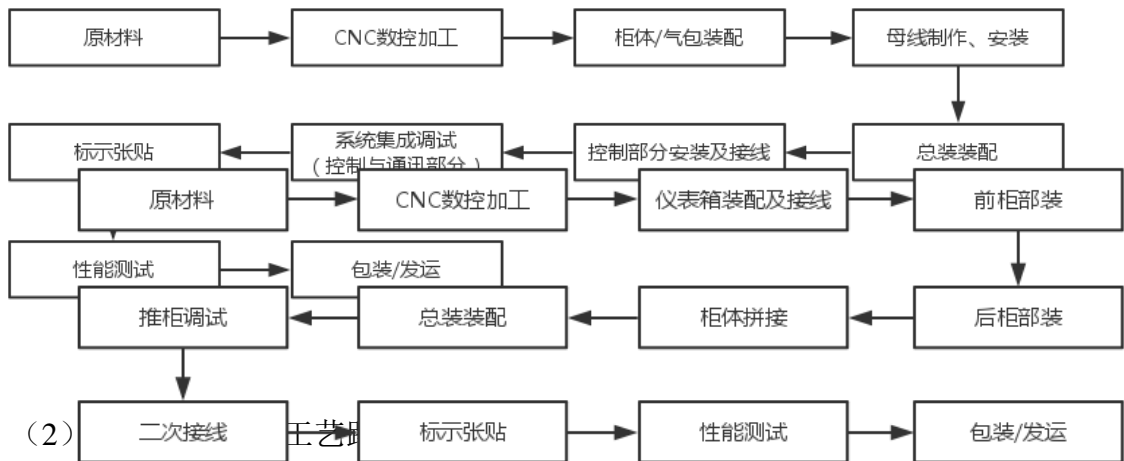 原材料
CNC数控加工
柜体/气包装配
母线制作、安装
标示张贴
系统集成调试
（控制与通讯部分）
控制部分安装及接线
总装装配
原材料
CNC数控加工
仪表箱装配及接线
前柜部装
性能测试
包装/发运
推柜调试
总装装配
柜体拼接
后柜部装
（2）
工艺
二次接线
标示张贴
性能测试
包装/发运